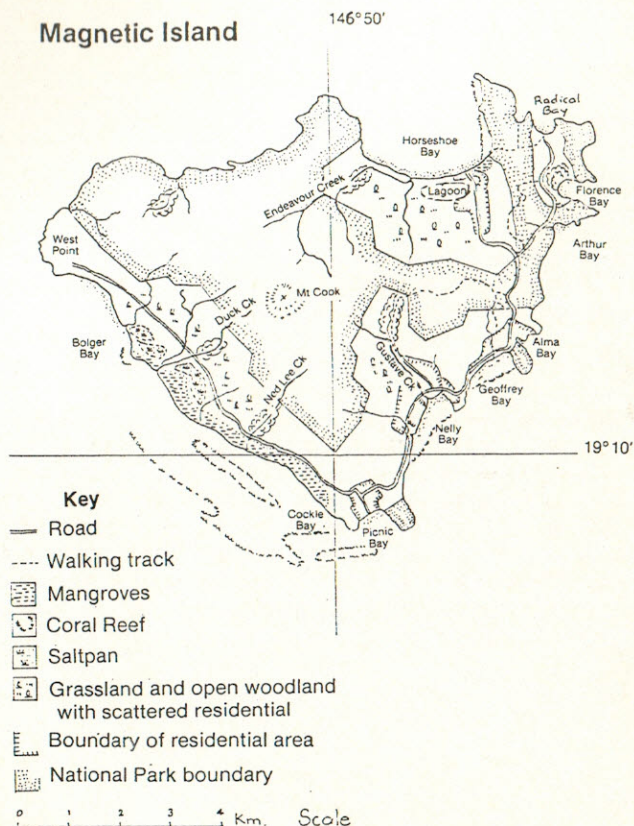 146°50'
Magnetic Island
Radical
Bay
Horseshoe
Bay
Endeavour Creek
Lagoon
Florence
Bay
Arthur
Bay
West
Point
Mt Cook
Duck Ck
Bolger
Bay
Gustave Ck
Alma
Bay
Geoffrey
Bay
Ned Lee Ck
Nelly
Bay
19°10'
Cockle
Bay
Picnic
Bay
Key
Road
Walking track
Mangroves
Coral Reef
Saltpan
Grassland and open woodland
with scattered residential
Boundary of residential area
National Park boundary
0 1 2 3 4 Km. Scale